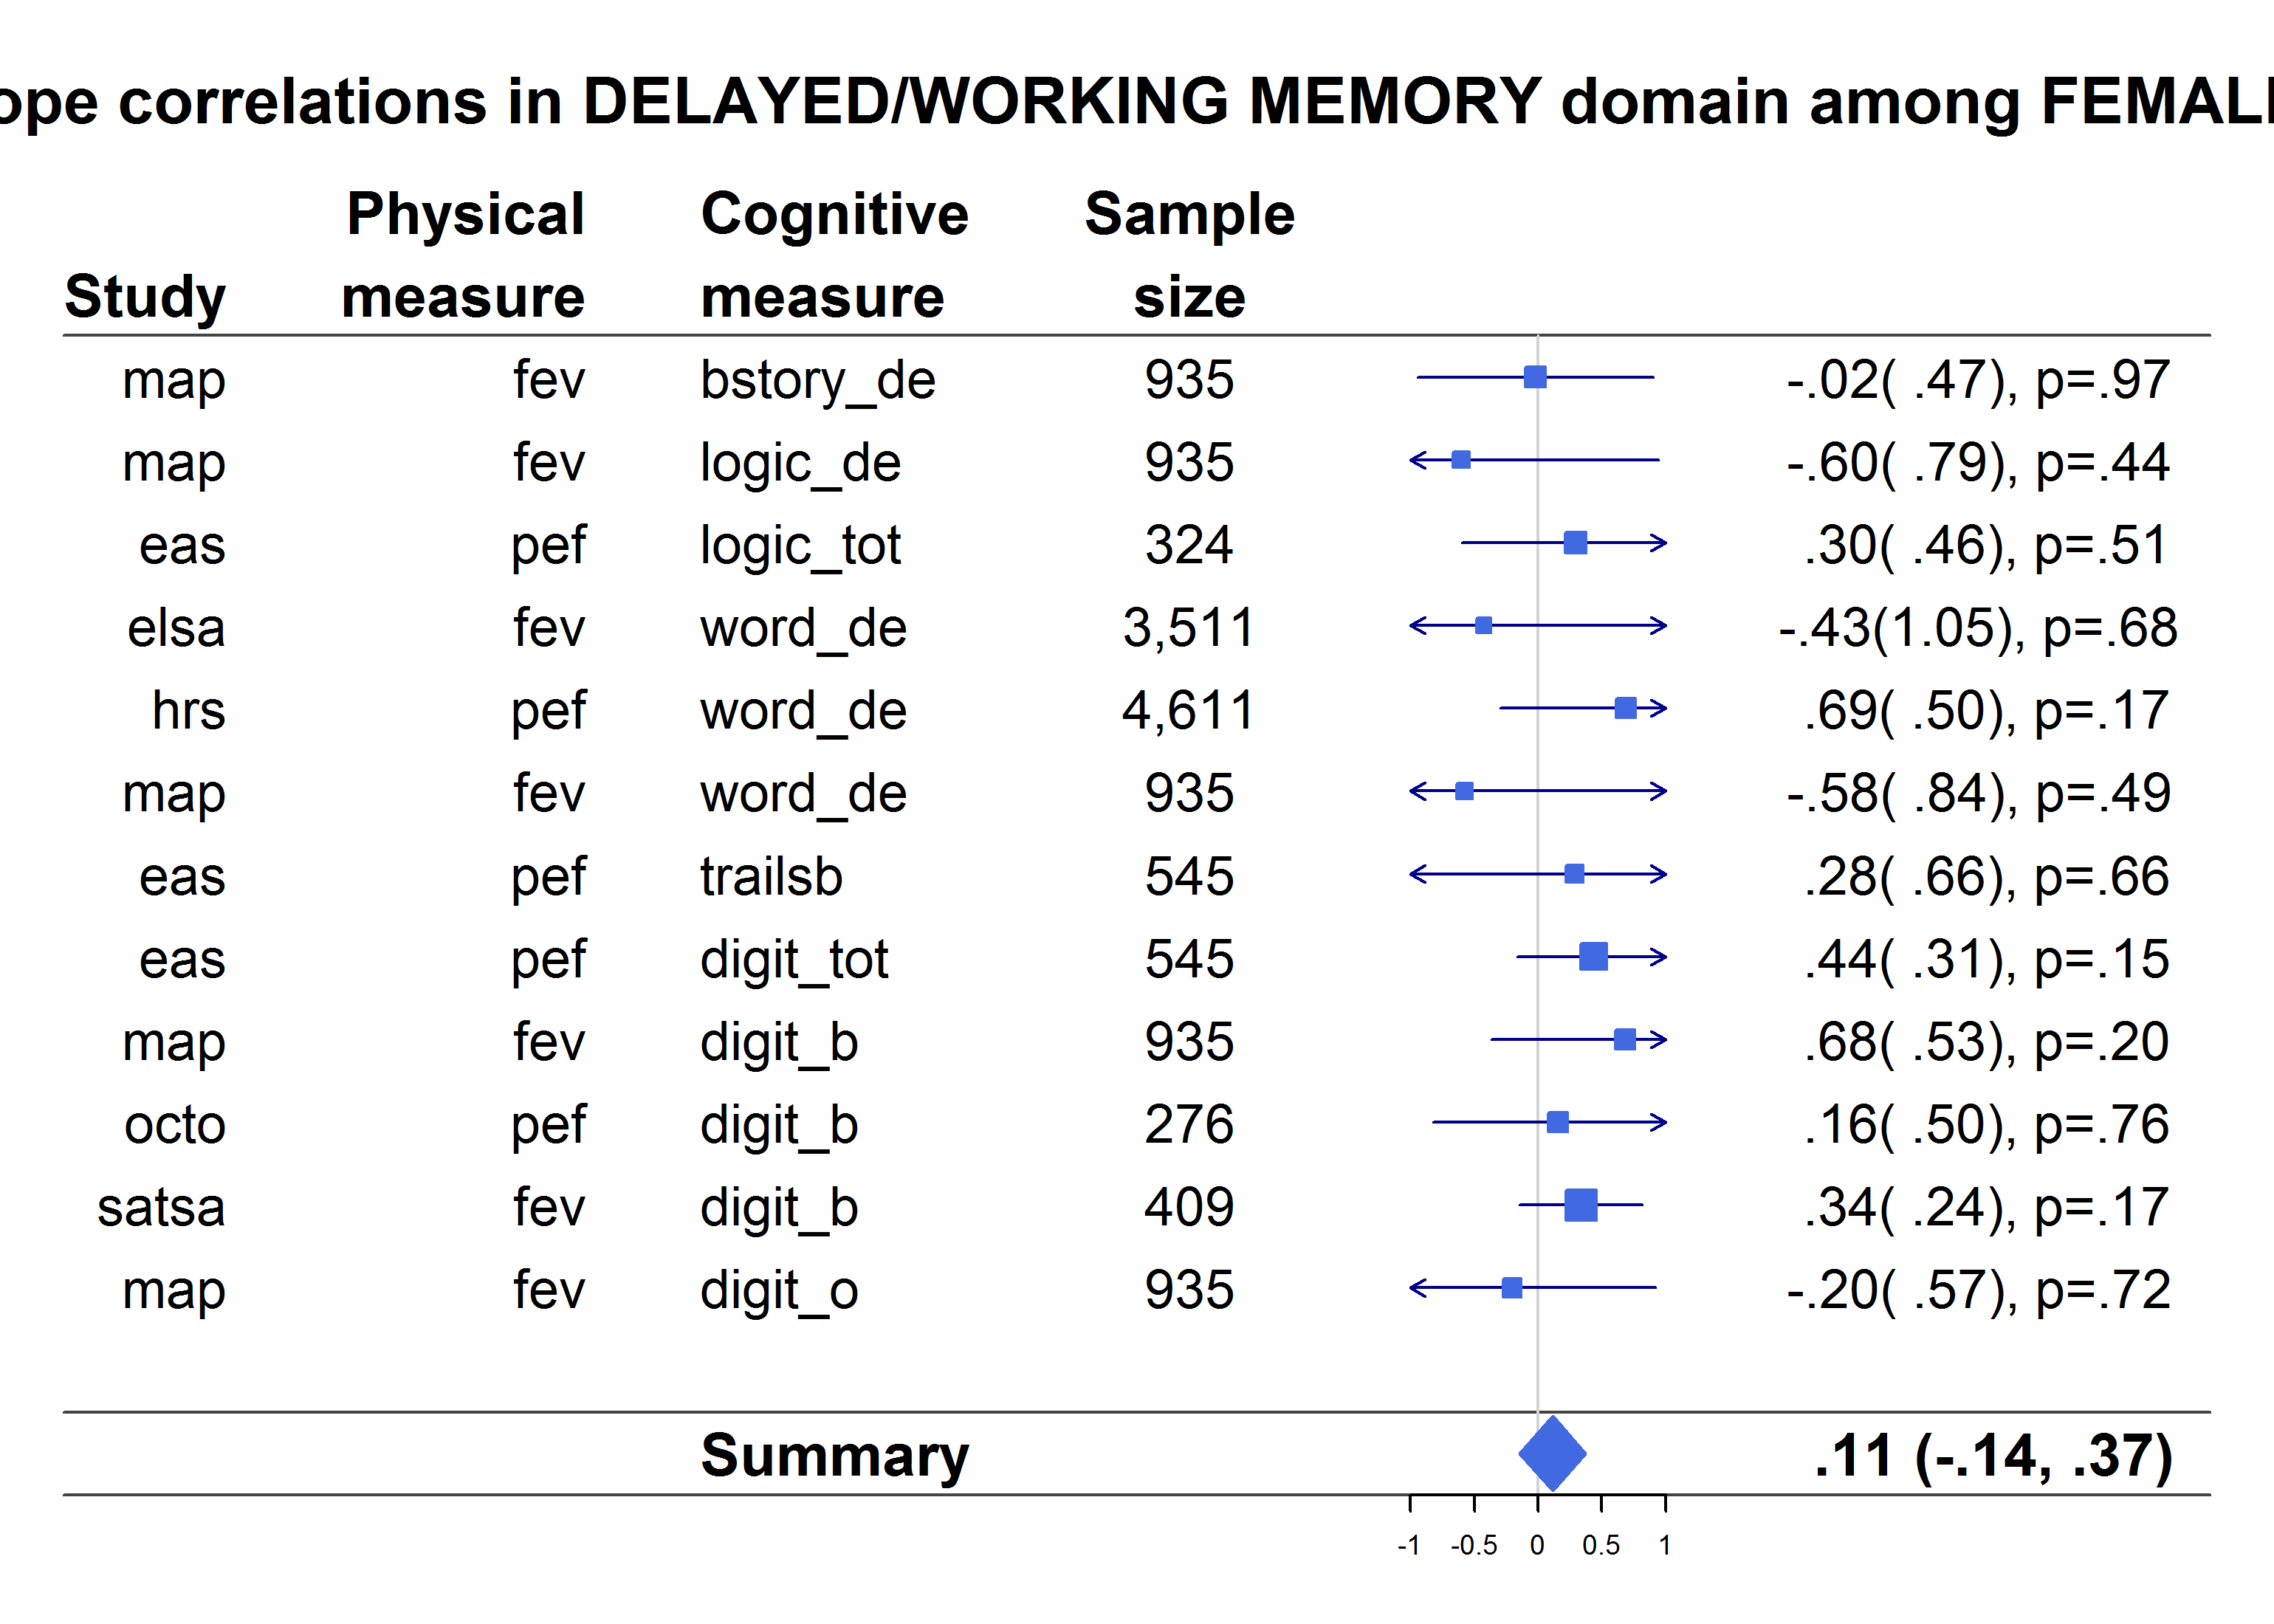 ope correlations in DELAYED/WORKING MEMORY domain among FEMAL
Physical Cognitive Sample
Study measure measure size
map fev bstory_de 935 -.02( .47), p=.97
map fev logic_de 935 -.60( .79), p=.44
eas pef logic_tot 324 .30( .46), p=.51
elsa fev word_de 3,511 -.43(1.05), p=.68
hrs pef word_de 4,611 .69( .50), p=.17
map fev word_de 935 -.58( .84), p=.49
eas pef trailsb 545 .28( .66), p=.66
eas pef digit_tot 545 .44( .31), p=.15
map fev digit_b 935 .68( .53), p=.20
octo pef digit_b 276 .16( .50), p=.76
satsa fev digit_b 409 .34( .24), p=.17
map fev digit_o 935 -.20( .57), p=.72
Summary .11 (-.14, .37)
-1 -0.5 0 0.5 1